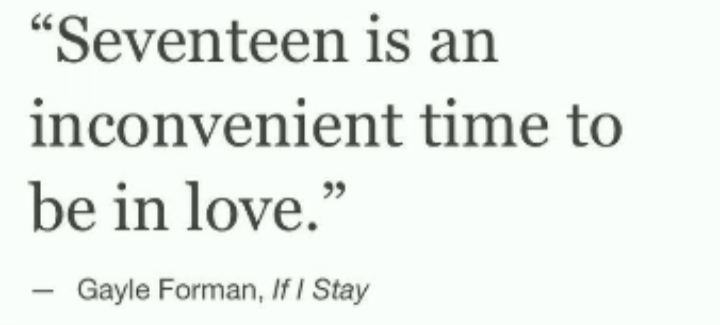 “Seventeen is an
inconvenient time to
be in love.”
— Gayle Forman, If I Stay